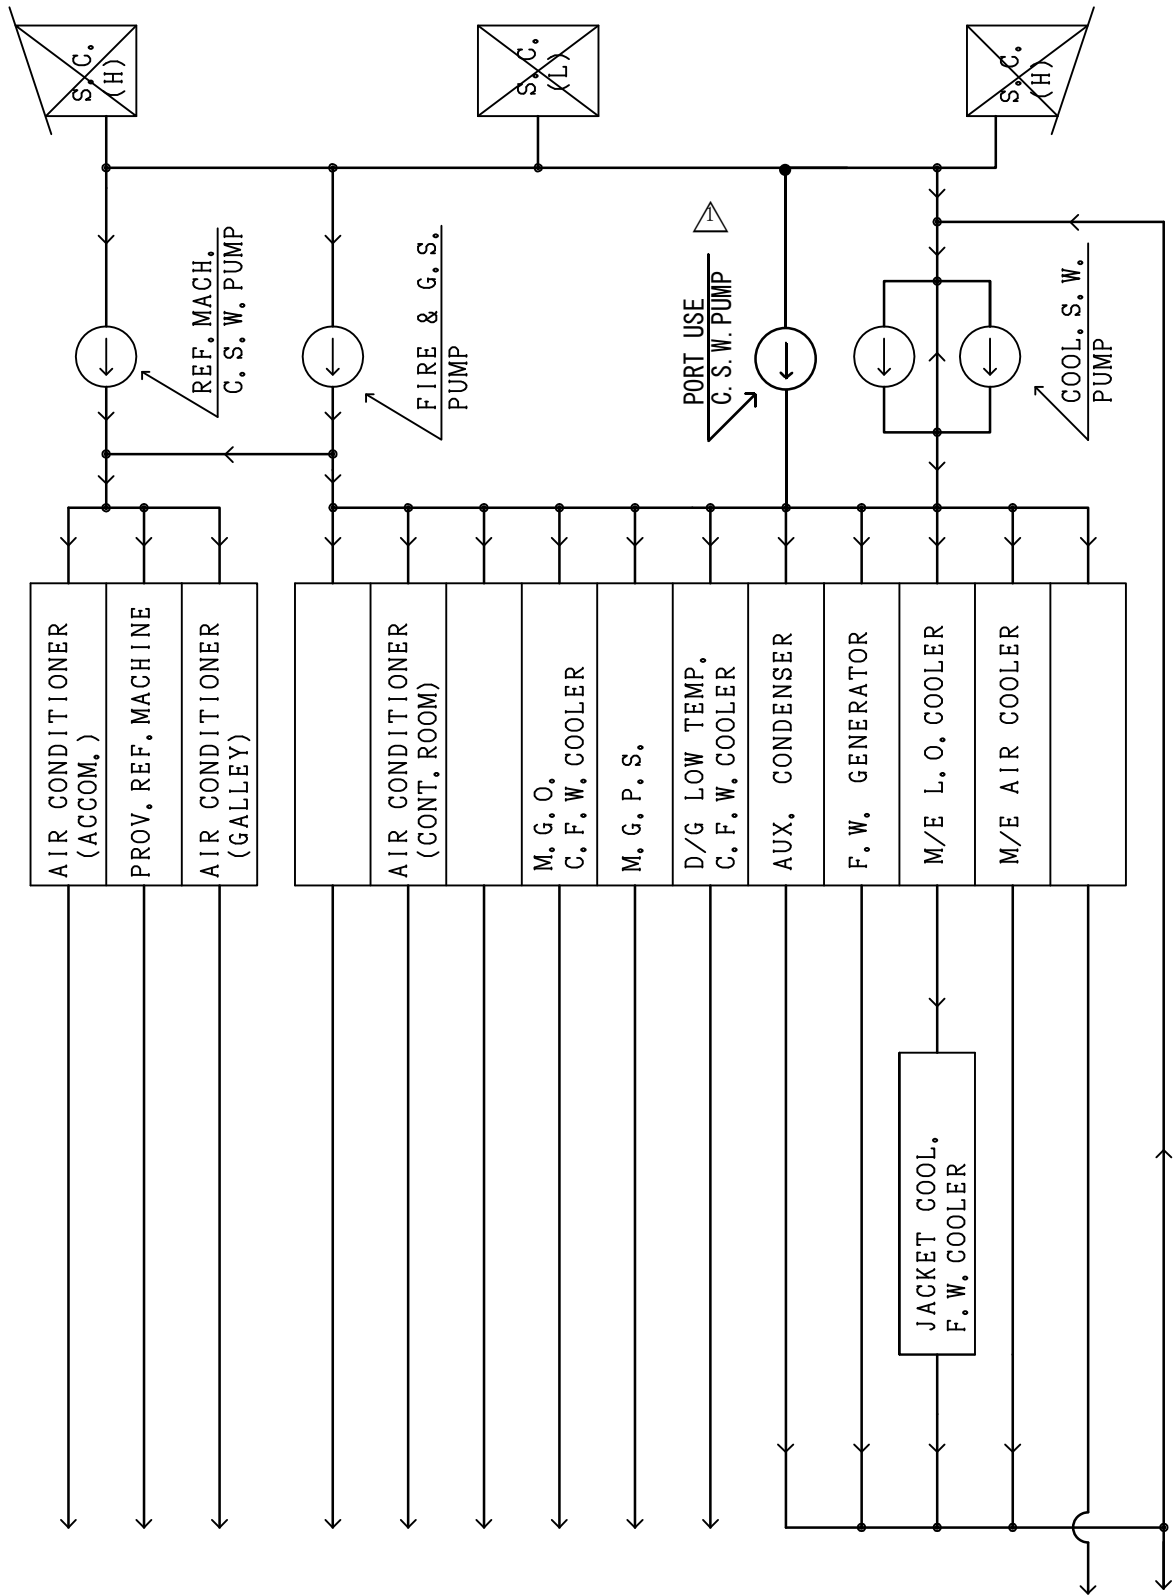 S. C.
(H)
S. C.
(L)
S. C.
(H)
REF. MACH.
C. S. W. PUMP
FIRE & G. S.
PUMP
1
PORT USE
C. S. W. PUMP
COOL. S. W.
PUMP
AIR CONDITIONER
(ACCOM.)
PROV. REF. MACHINE
AIR CONDITIONER
(GALLEY)
AIR CONDITIONER
(CONT. ROOM)
M. G. O.
C. F. W. COOLER
M. G. P. S.
D/G LOW TEMP.
C. F. W. COOLER
AUX. CONDENSER
F. W. GENERATOR
M/E L. O. COOLER
M/E AIR COOLER
JACKET COOL.
F. W. COOLER